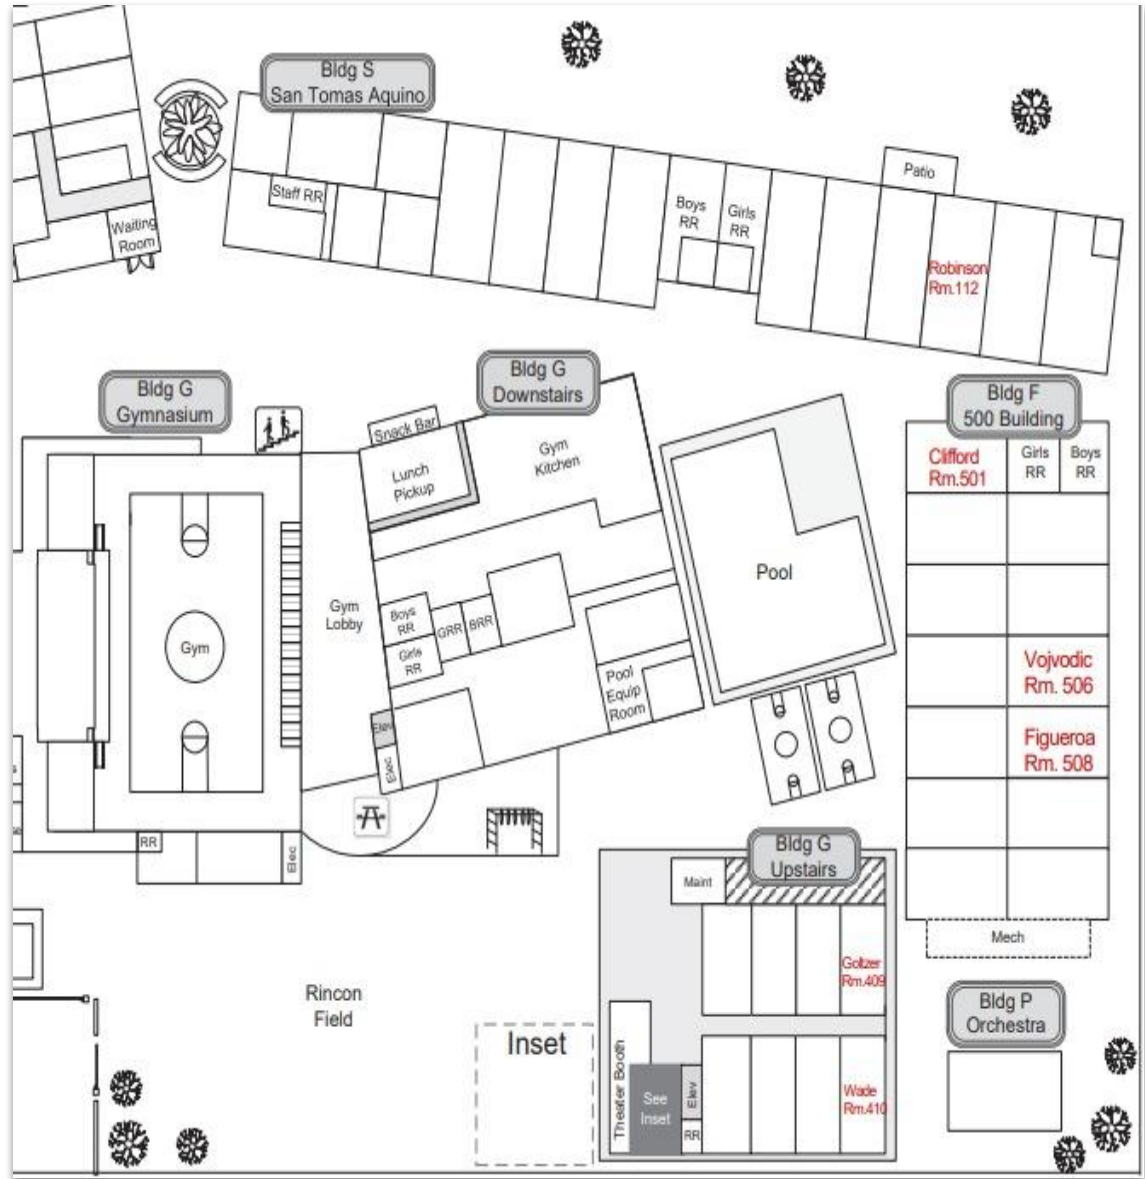 Bldg S
San Tomas Aquino
Patio
Staff RR
Boys
RR
Girls
RR
Waiting
Room
Robinson
Rm.112
Bldg G
Gymnasium
Bldg G
Downstairs
Bldg F
500 Building
Snack Bar
Lunch
Pickup
Gym
Kitchen
Clifford
Rm.501
Girls
RR
Boys
RR
Pool
Gym
Lobby
Boys
RR
GRR
BRR
Girls
RR
Gym
Pool
Equip
Room
Vojvodic
Rm. 506
Elev
Figueroa
Rm. 508
Elec
RR
Elec
Bldg G
Upstairs
Maint
Mech
Goltzer
Rm.409
Rincon
Field
Bldg P
Orchestra
Inset
Theater Booth
See
Inset
Elev
RR
Wade
Rm.410